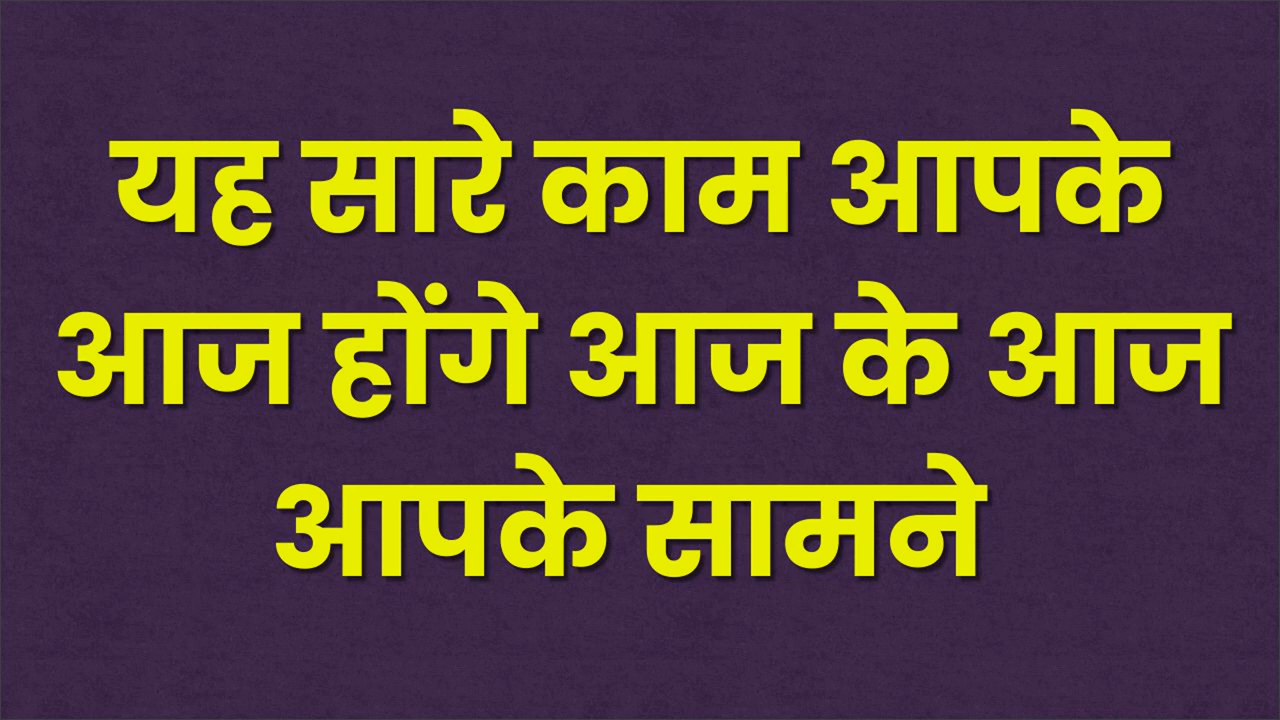 यह सारे काम आपके
आज होंगे आज के आज
आपके सामने